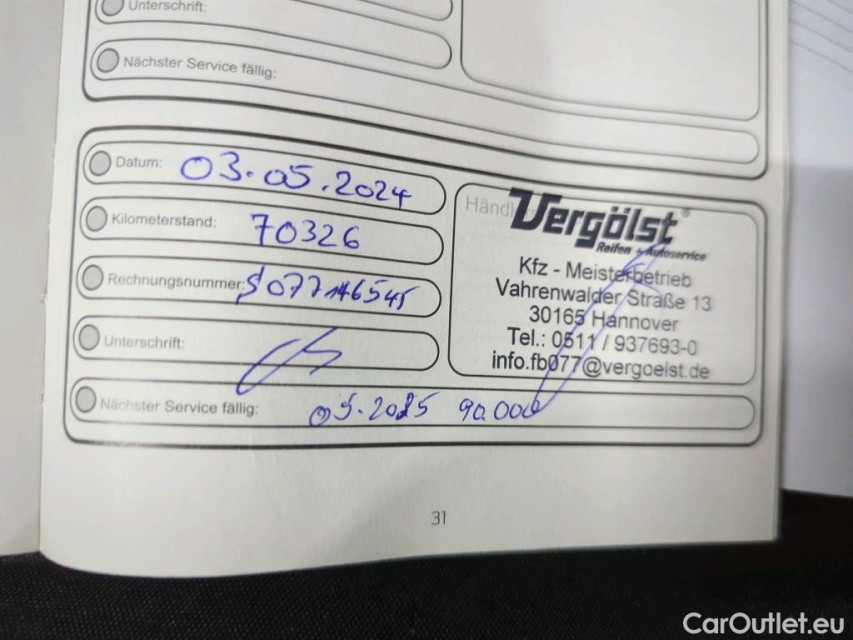 Unterschrift:
Nächster Service fällig:
Datum: 03.05.2024
Kilometerstand: 70326
Rechnungsnummer: S077146545
Unterschrift:
Händl
Vergölst®
Reifen + Autoservice
Kfz - Meisterbetrieb
Vahrenwalder Straße 13
30165 Hannover
Tel.: 0511 / 937693-0
info.fb077@vergoelst.de
Nächster Service fällig: 05.2025 90.000
31
CarOutlet.eu